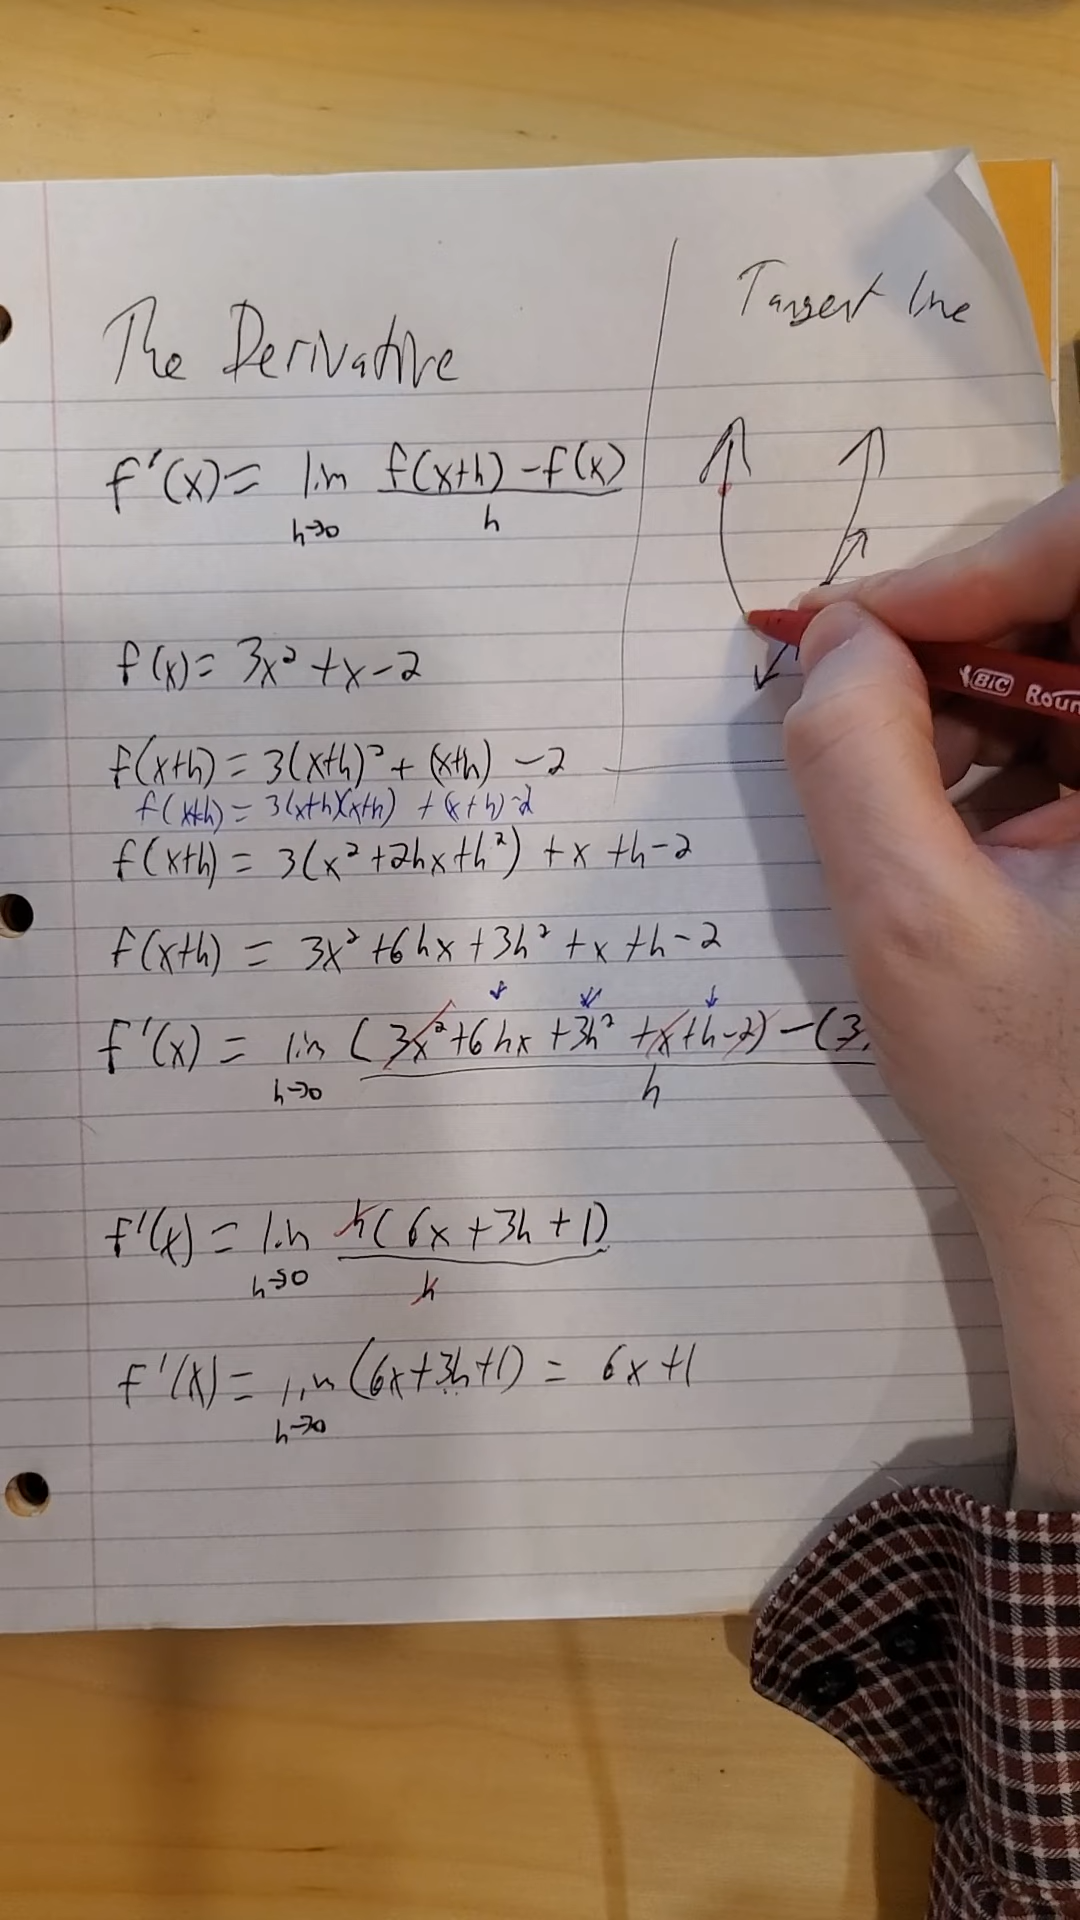 The Derivative
Tangent line
f'(x) = lim h→0 f(x+h) - f(x) / h
f(x) = 3x² + x - 2
f(x+h) = 3(x+h)² + (x+h) - 2
f(x+h) = 3(x+h)(x+h) + (x+h) - 2
f(x+h) = 3(x² + 2hx + h²) + x + h - 2
f(x+h) = 3x² + 6hx + 3h² + x + h - 2
f'(x) = lim h→0 (3x² + 6hx + 3h² + x + h - 2) - (3 / h
f'(x) = lim h→0 h(6x + 3h + 1) / h
f'(x) = lim h→0 (6x + 3h + 1) = 6x + 1
BIC